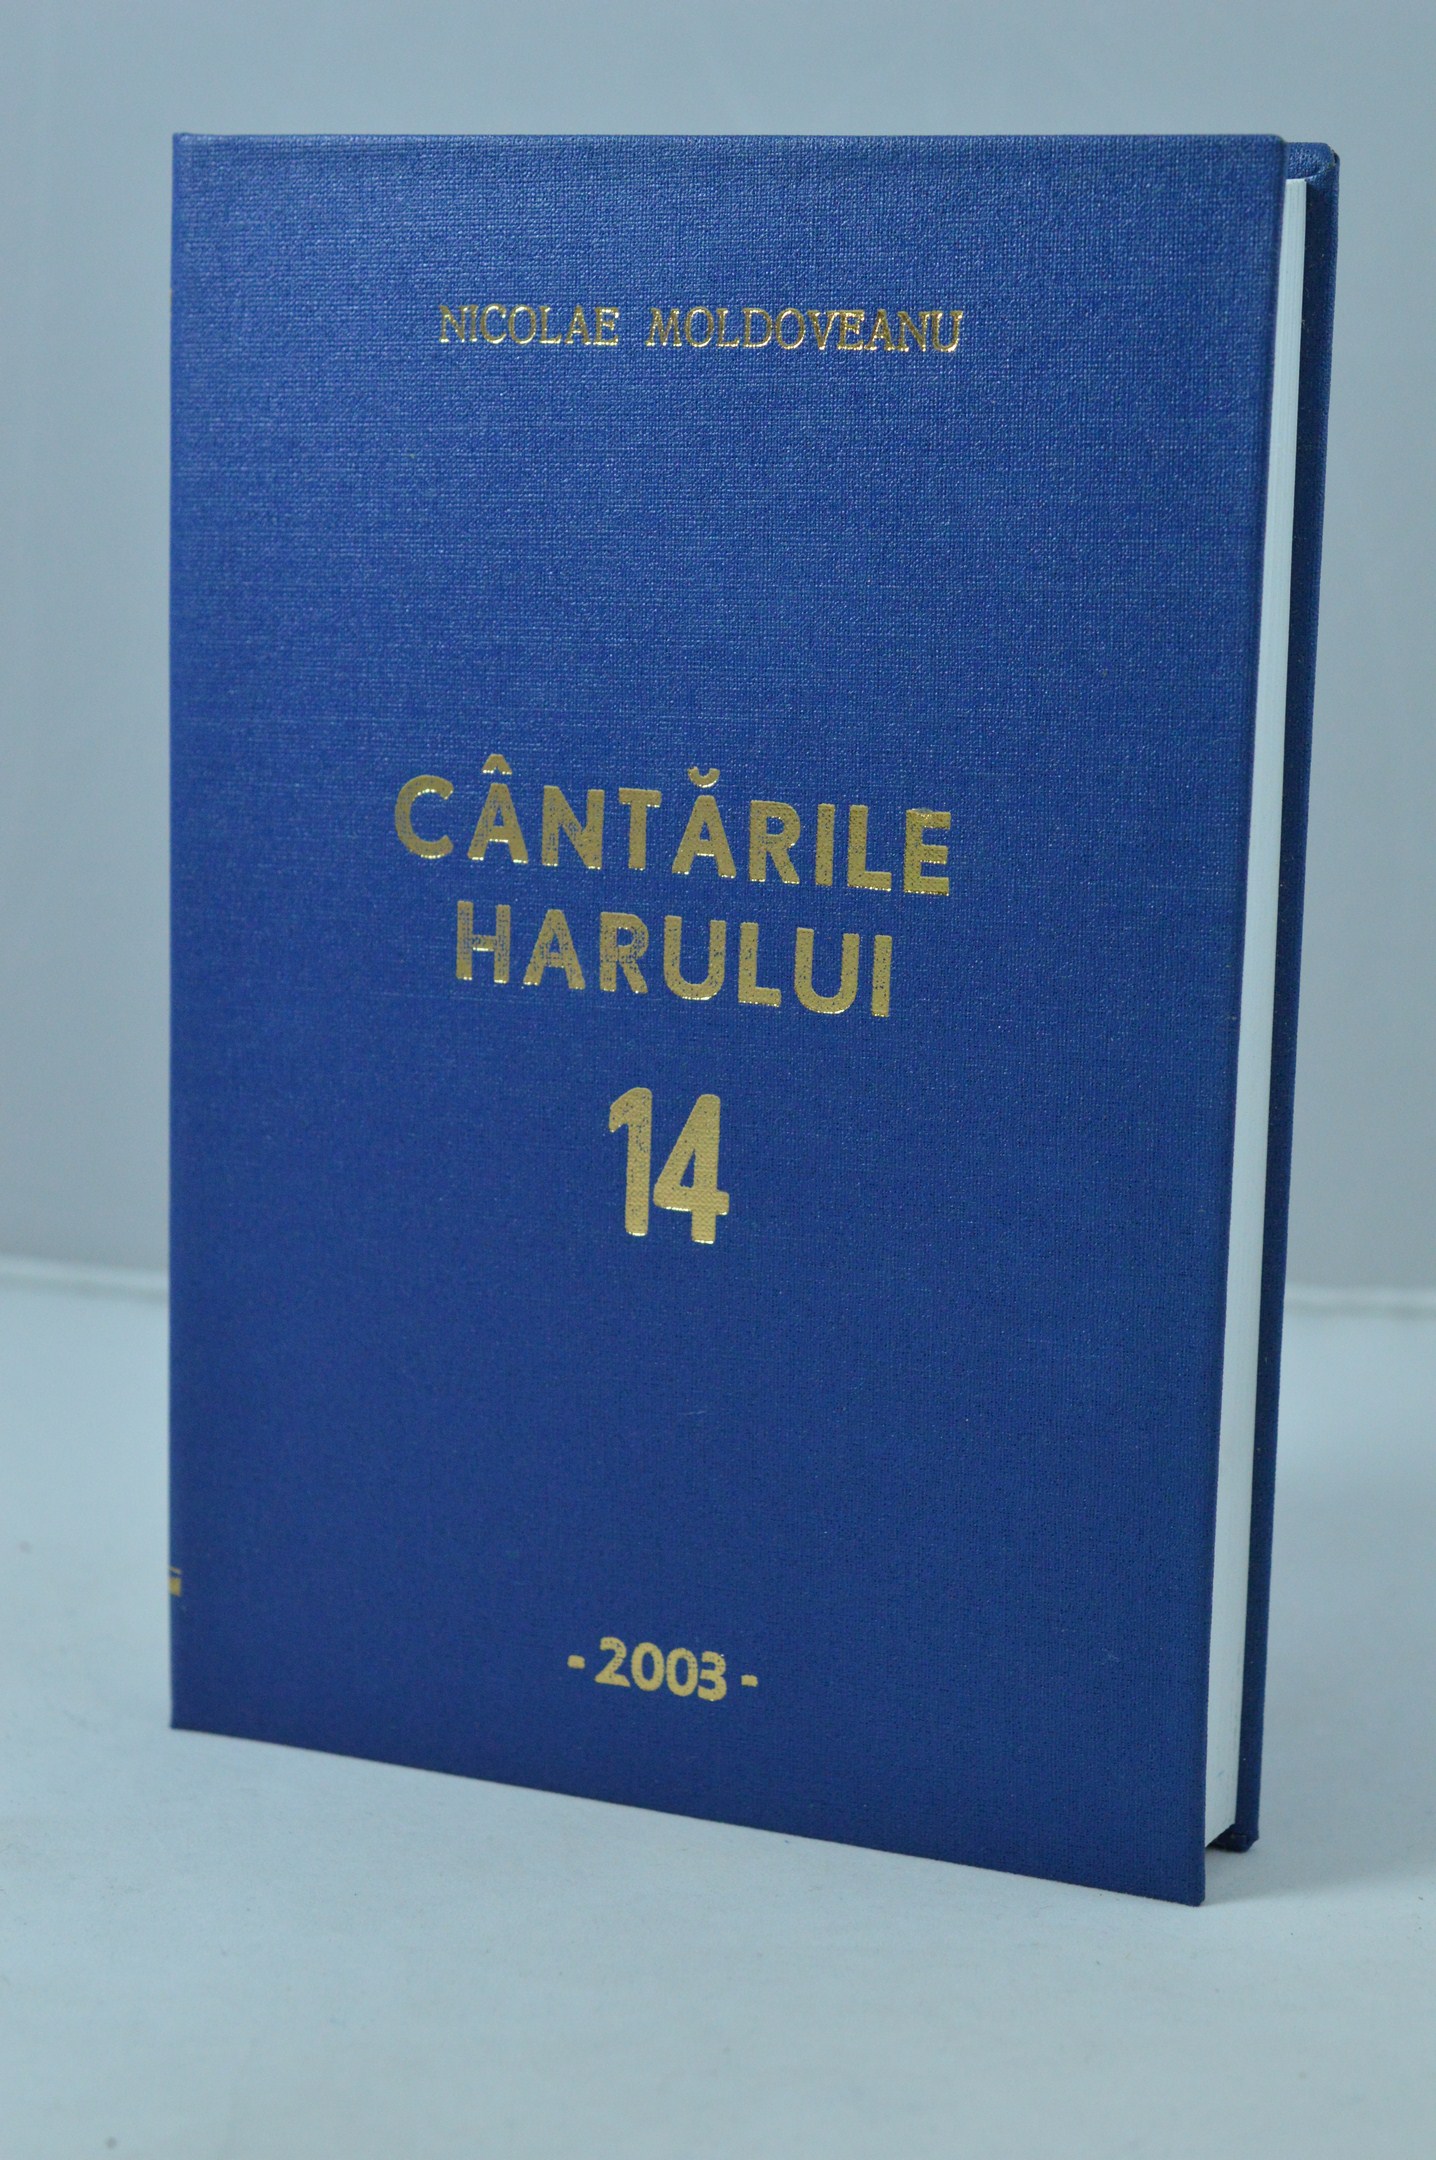 NICOLAE MOLDOVEANU
CÂNTĂRILE
HARULUI
14
- 2003 -